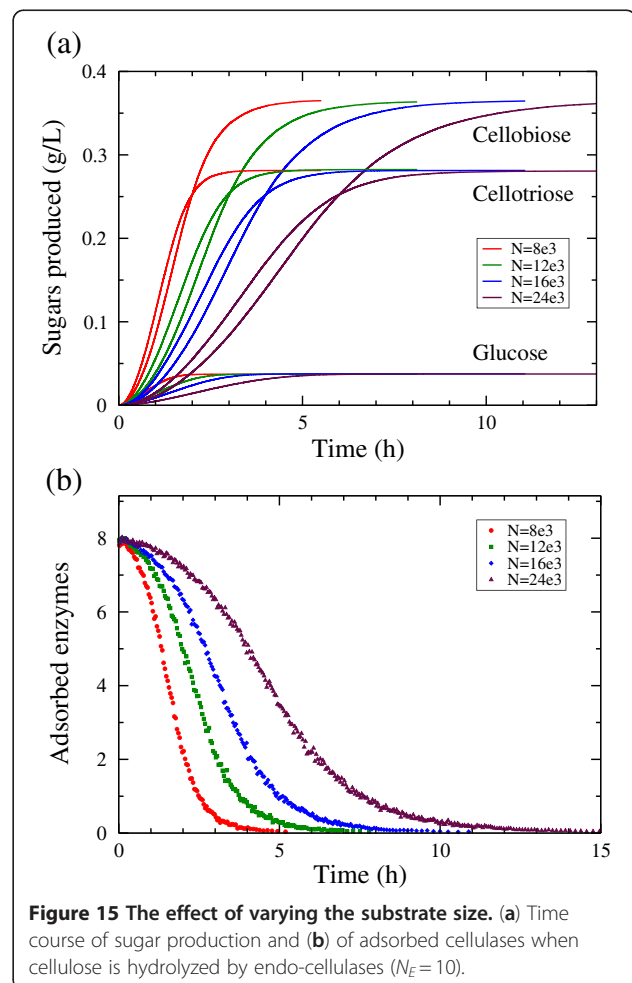 (a)
0.4
0.3
0.2
0.1
0
Sugars produced (g/L)
Cellobiose
Cellotriose
N=8e3
N=12e3
N=16e3
N=24e3
Glucose
0 5 10
Time (h)
(b)
8
6
4
2
0
Adsorbed enzymes
N=8e3
N=12e3
N=16e3
N=24e3
0 5 10 15
Time (h)
Figure 15 The effect of varying the substrate size. (a) Time
course of sugar production and (b) of adsorbed cellulases when
cellulose is hydrolyzed by endo-cellulases (N_E = 10).